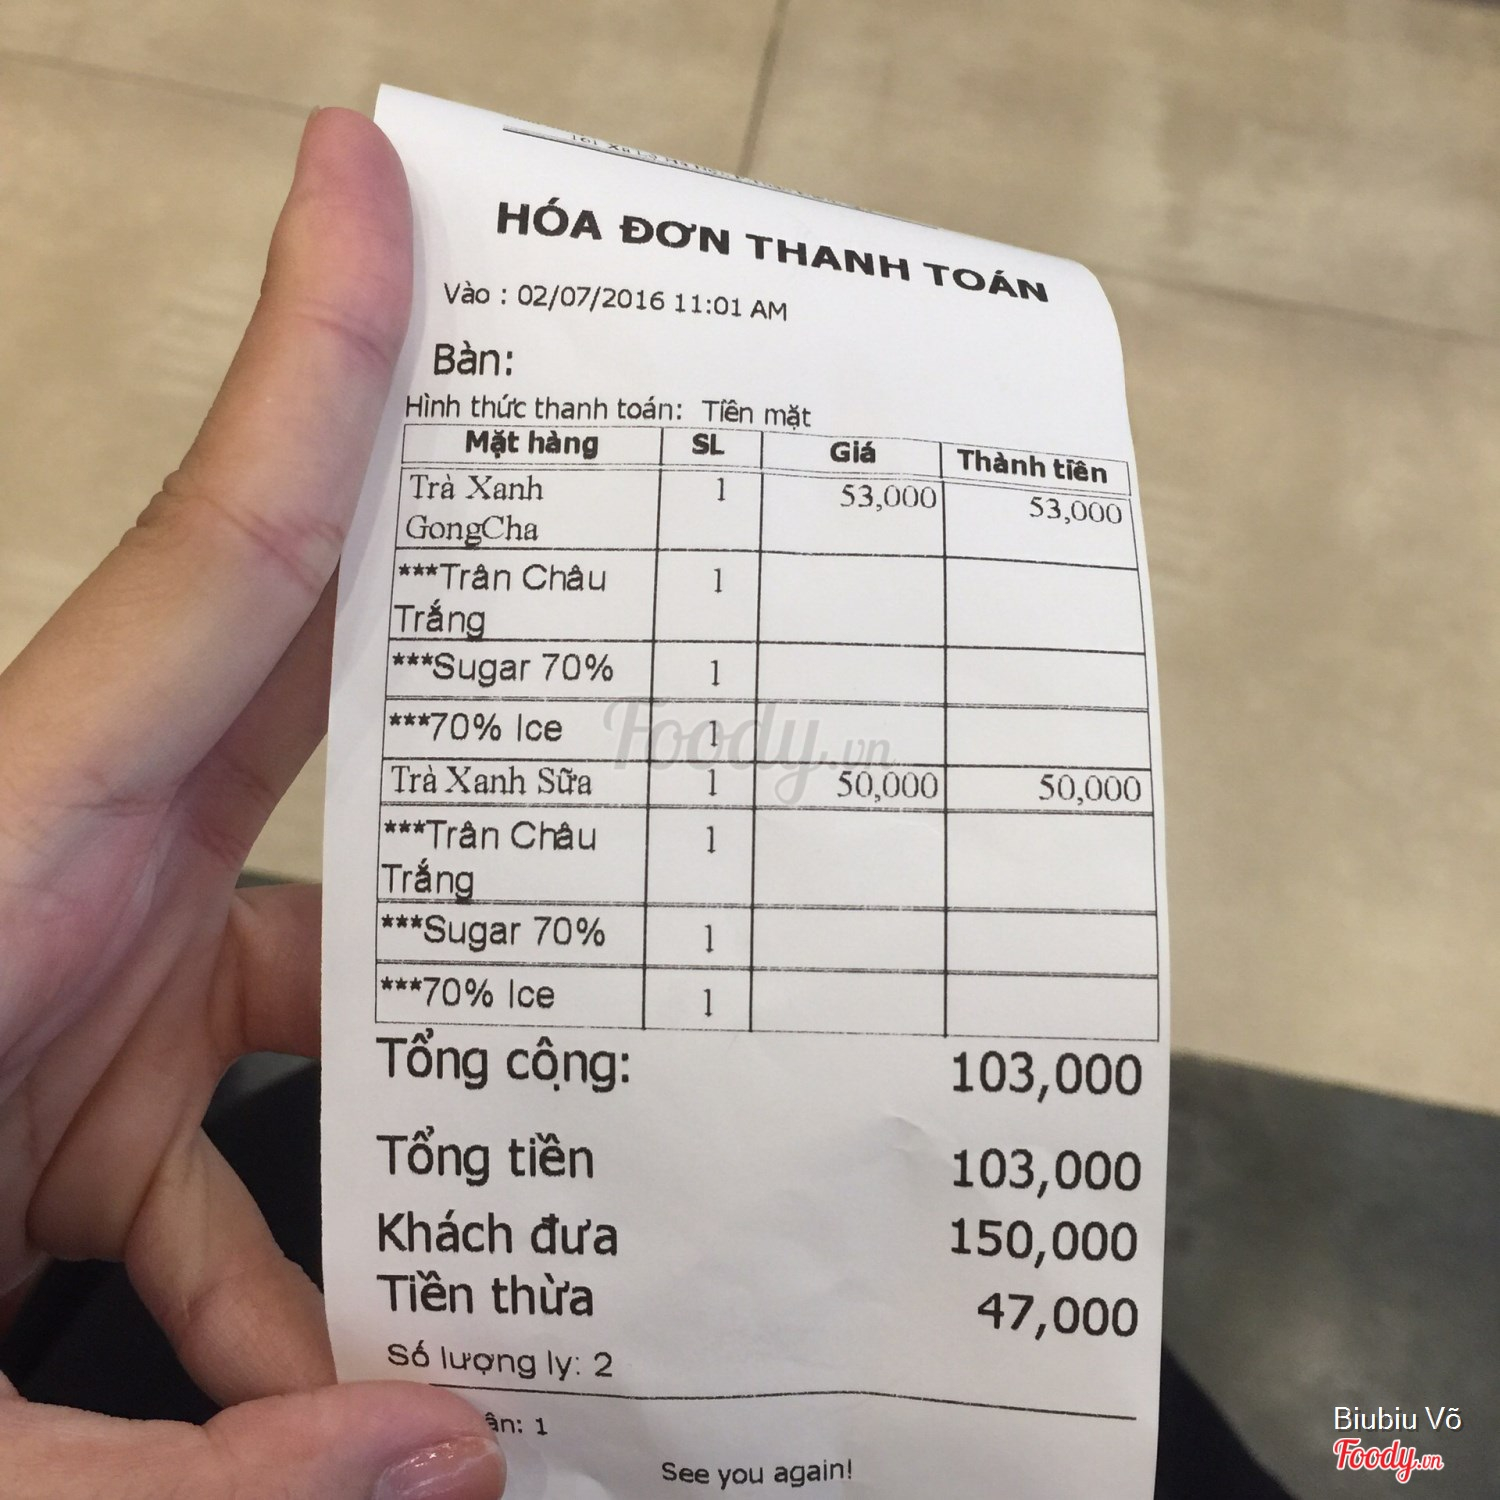 HÓA ĐƠN THANH TOÁN
Vào : 02/07/2016 11:01 AM
Bàn:
Hình thức thanh toán: Tiền mặt
Mặt hàng SL Giá Thành tiền
Trà Xanh 1 53,000 53,000
GongCha
***Trân Châu 1
Trắng
***Sugar 70% 1
***70% Ice 1
Trà Xanh Sữa 1 50,000 50,000
***Trân Châu 1
Trắng
***Sugar 70% 1
***70% Ice 1
Tổng cộng: 103,000
Tổng tiền 103,000
Khách đưa 150,000
Tiền thừa 47,000
Số lượng ly: 2
: 1
See you again!
Foody.vn
Biubiu Võ
Foody.vn